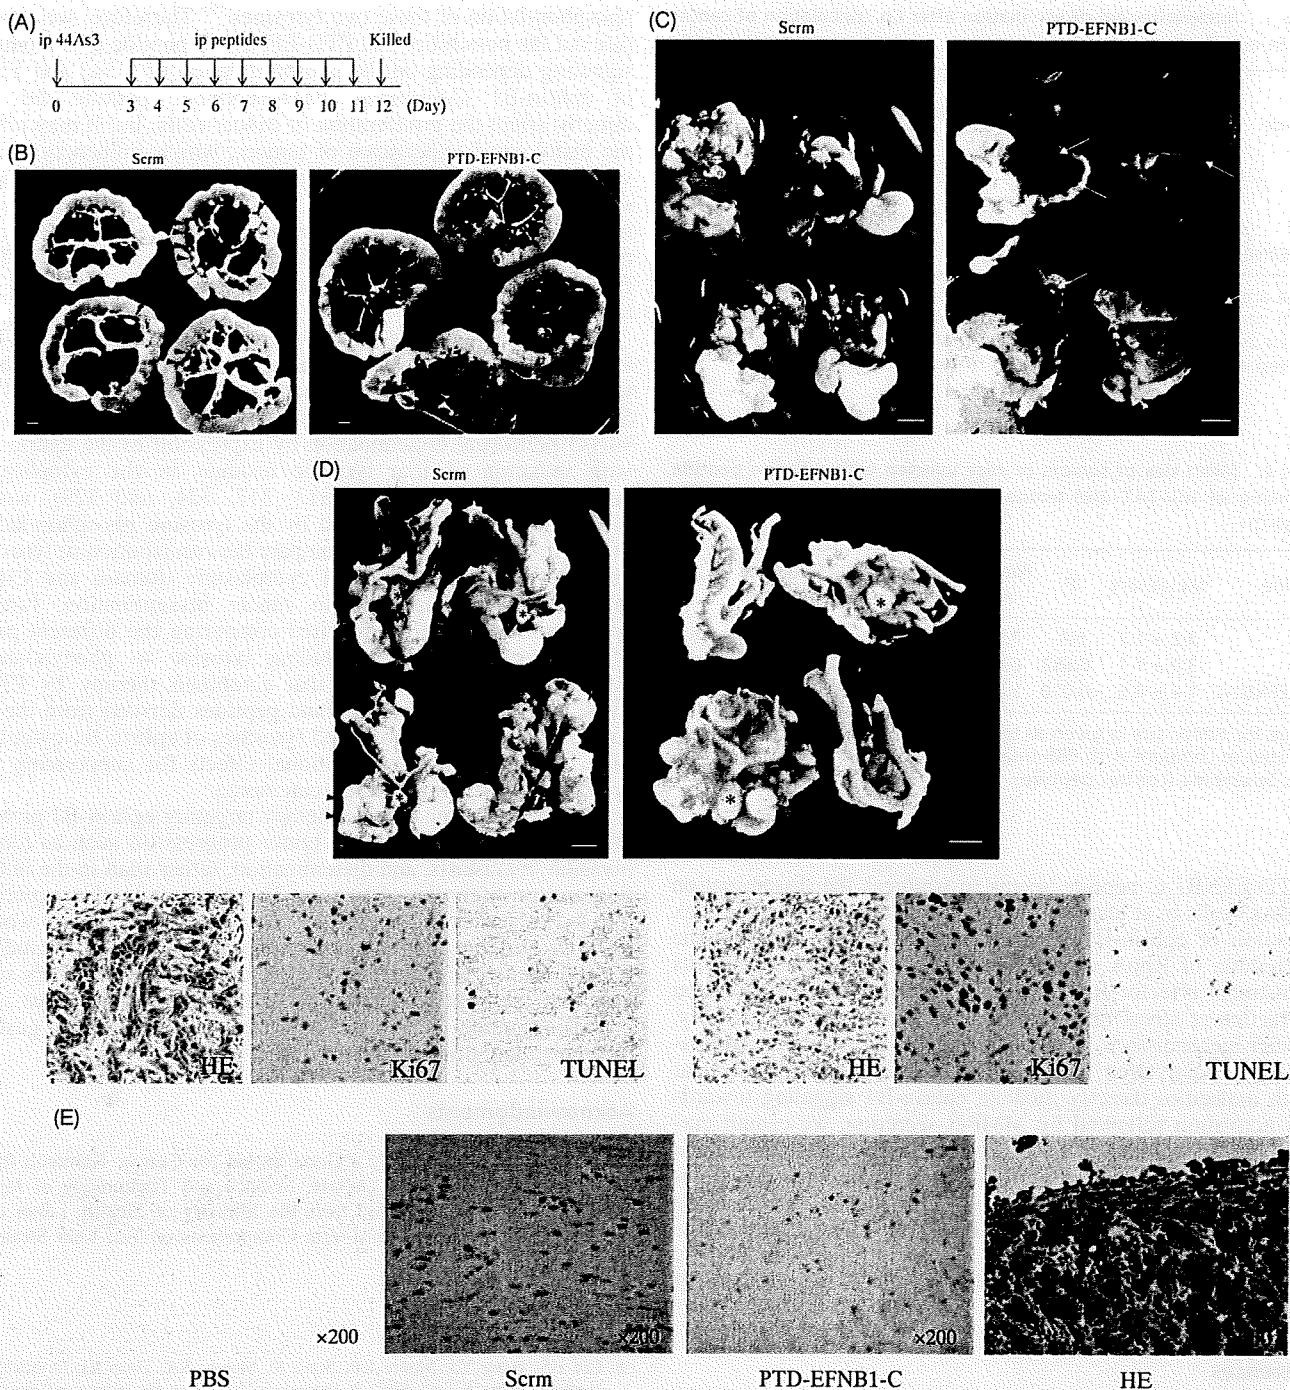 (A)
ip 44As3 ip peptides Killed
0 3 4 5 6 7 8 9 10 11 12 (Day)
(B)
Scrm PTD-EFNB1-C
(C)
Scrm PTD-EFNB1-C
(D)
Scrm PTD-EFNB1-C
* * * * *
HE Ki67 TUNEL HE Ki67 TUNEL
(E)
×200 ×200 ×200
PBS Scrm PTD-EFNB1-C HE